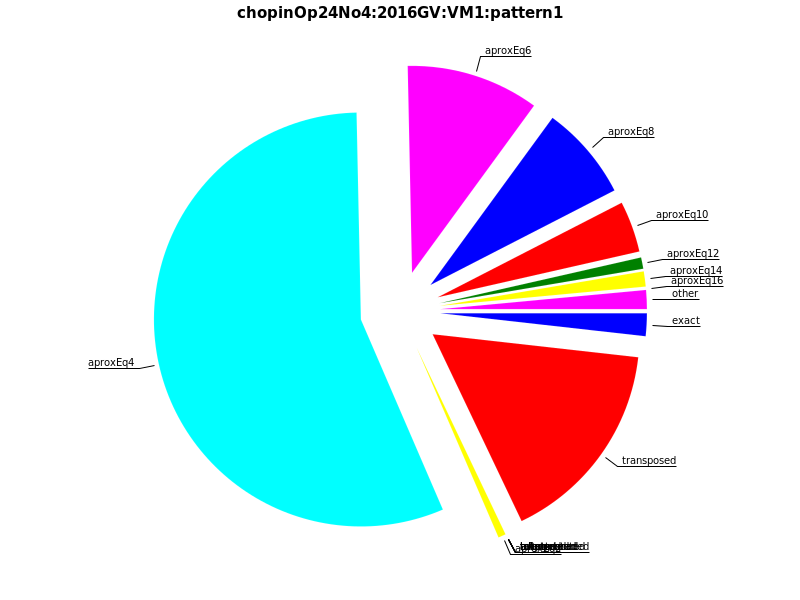 chopinOp24No4:2016GV:VM1:pattern1
aproxEq6
aproxEq8
aproxEq10
aproxEq12
aproxEq14
aproxEq16
other
exact
aproxEq4
transposed